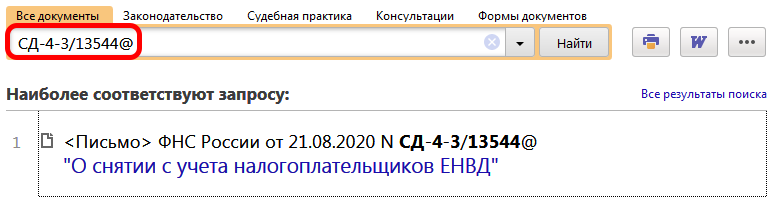 Все документы Законодательство Судебная практика Консультации Формы документов
СД-4-3/13544@ Найти W
Наиболее соответствуют запросу: Все результаты поиска
1 <Письмо> ФНС России от 21.08.2020 N СД-4-3/13544@
"О снятии с учета налогоплательщиков ЕНВД"